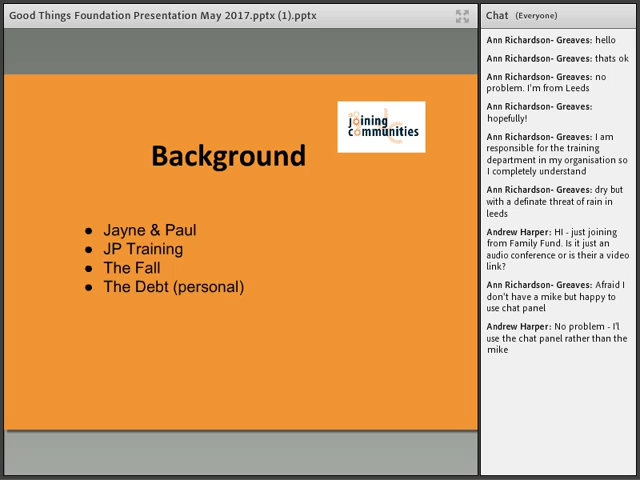 Good Things Foundation Presentation May 2017.pptx (1).pptx
joining
communities
Background
● Jayne & Paul
● JP Training
● The Fall
● The Debt (personal)
Chat (Everyone)
Ann Richardson- Greaves: hello
Ann Richardson- Greaves: thats ok
Ann Richardson- Greaves: no
problem. I'm from Leeds
Ann Richardson- Greaves:
hopefully!
Ann Richardson- Greaves: I am
responsible for the training
department in my organisation so
I completely understand
Ann Richardson- Greaves: dry but
with a definate threat of rain in
leeds
Andrew Harper: HI - just joining
from Family Fund. Is it just an
audio conference or is their a video
link?
Ann Richardson- Greaves: Afraid I
don't have a mike but happy to
use chat panel
Andrew Harper: No problem - I'l
use the chat panel rather than the
mike